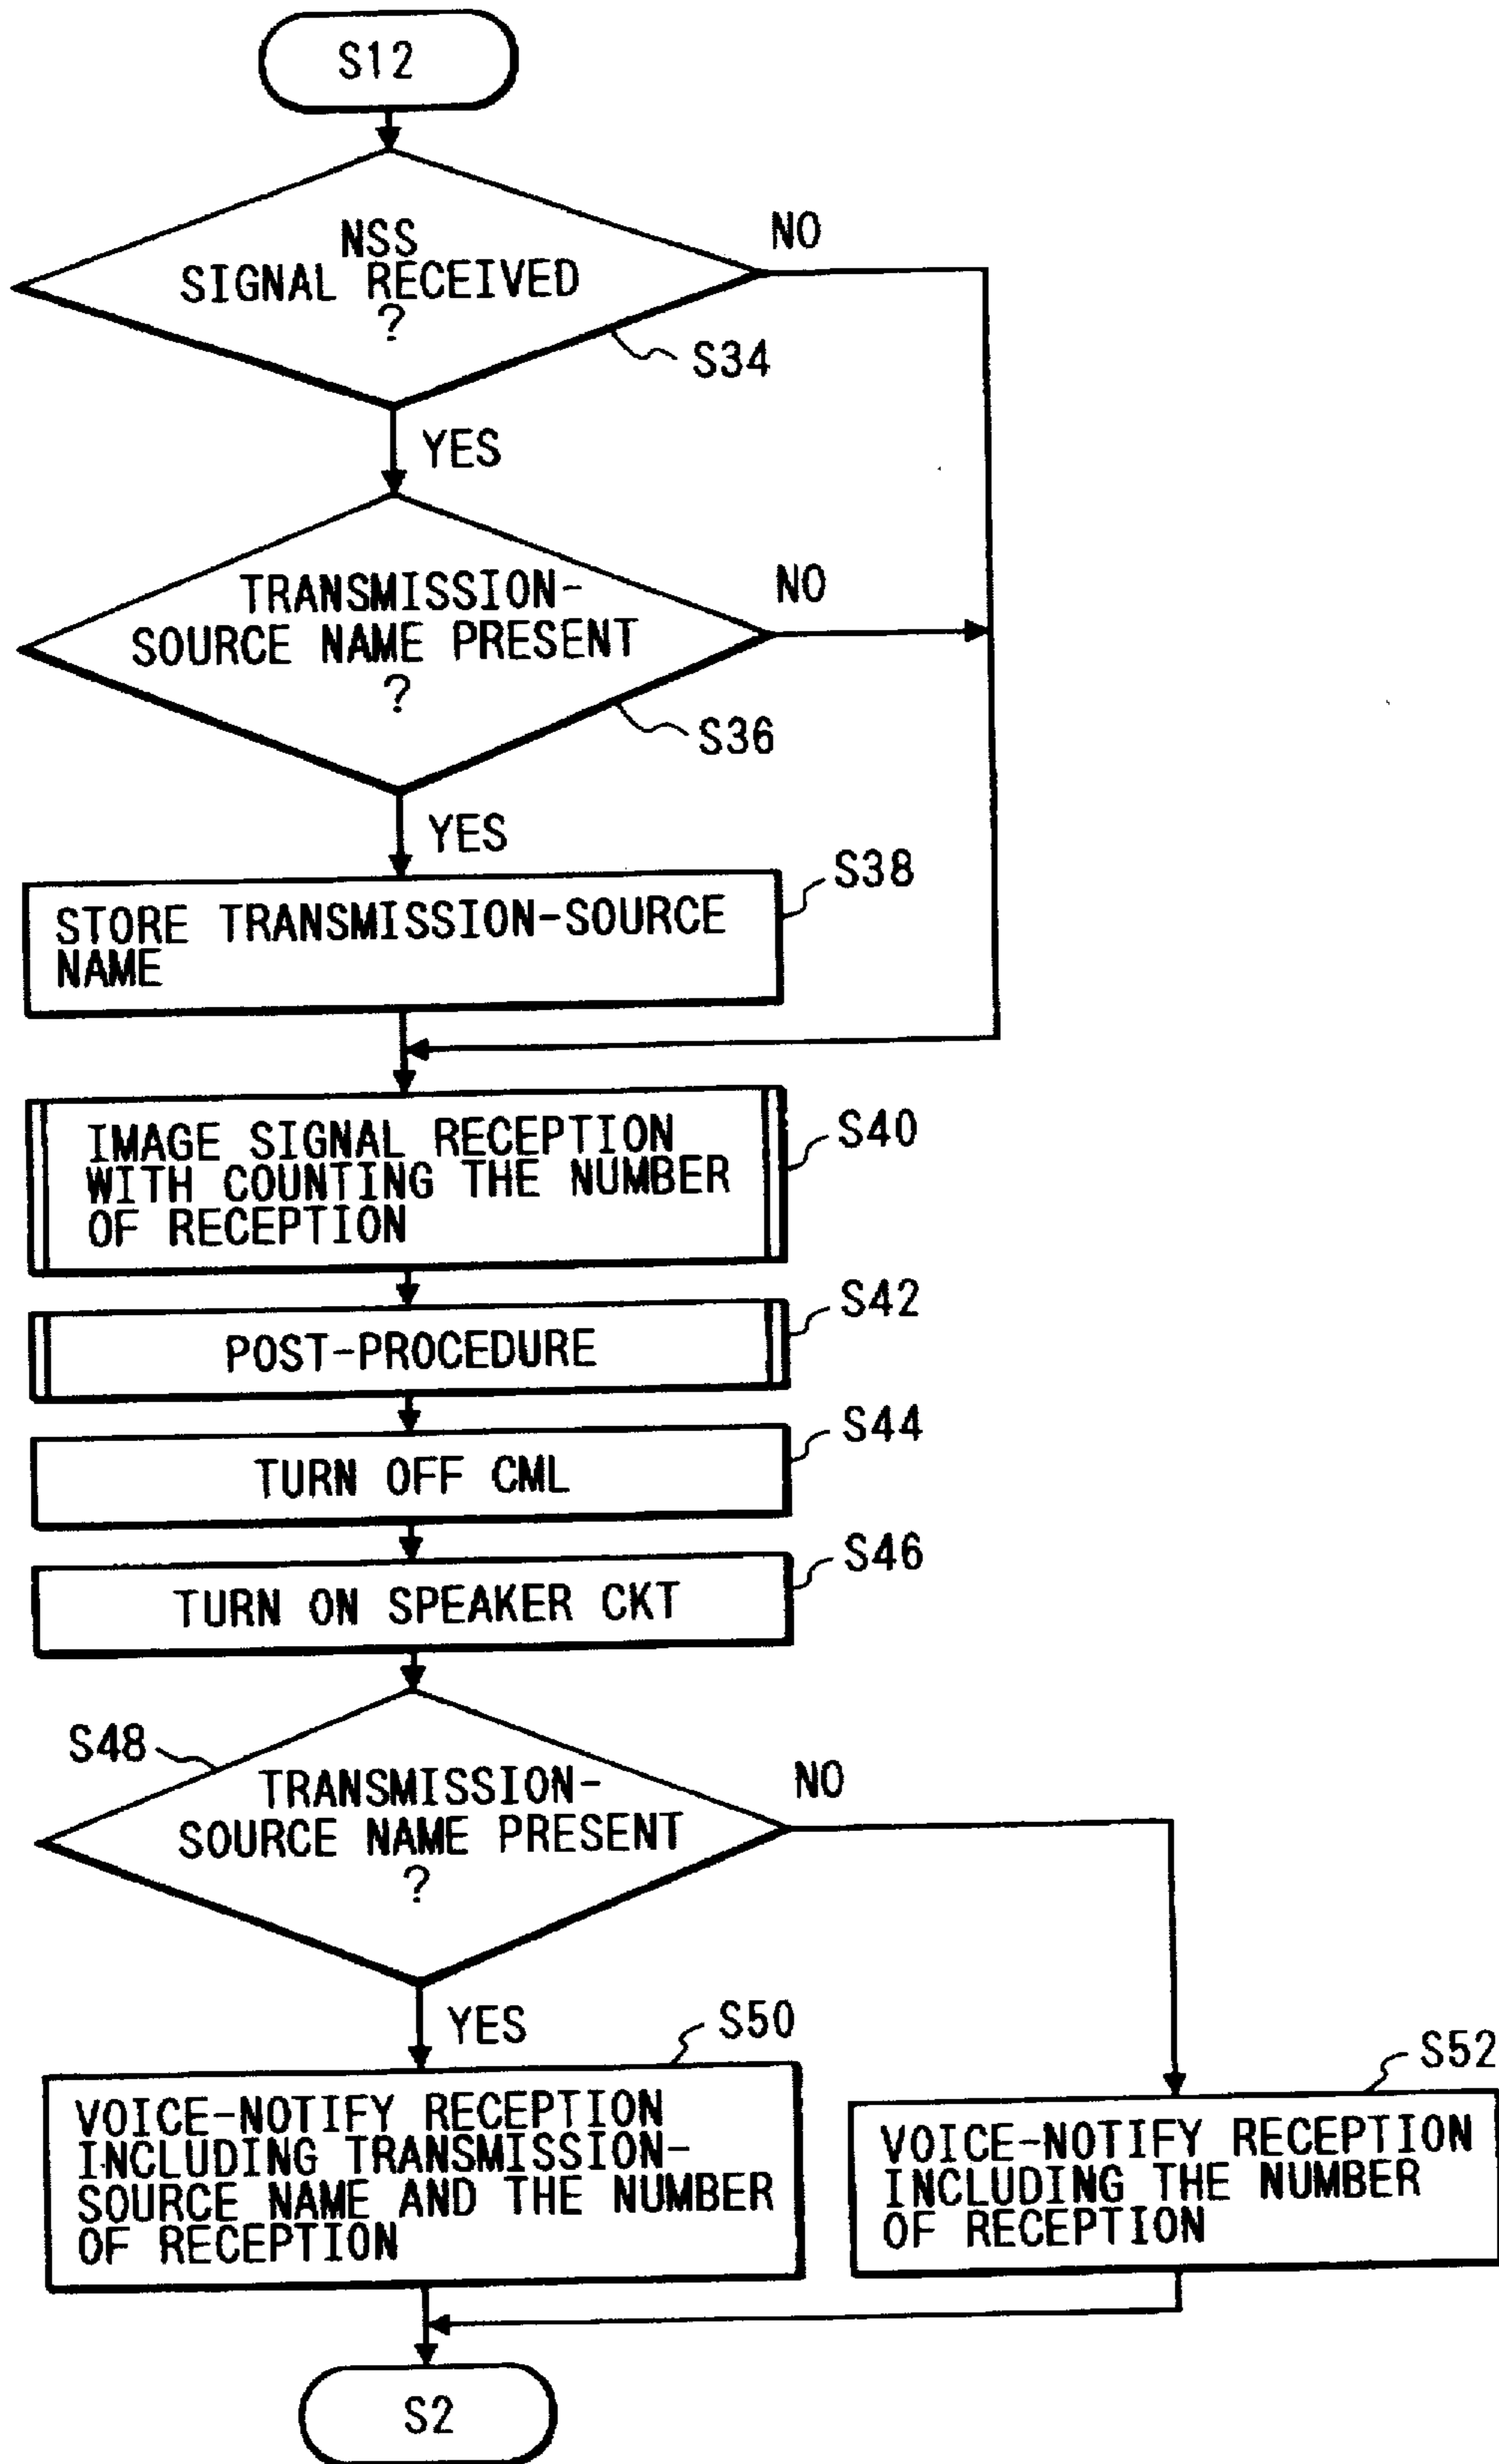 S12
NSS
SIGNAL RECEIVED
?
NO
S34
YES
TRANSMISSION-
SOURCE NAME PRESENT
?
NO
S36
YES
STORE TRANSMISSION-SOURCE
NAME
S38
IMAGE SIGNAL RECEPTION
WITH COUNTING THE NUMBER
OF RECEPTION
S40
POST-PROCEDURE
S42
TURN OFF CML
S44
TURN ON SPEAKER CKT
S46
S48
TRANSMISSION-
SOURCE NAME PRESENT
?
NO
YES
S50
VOICE-NOTIFY RECEPTION
INCLUDING TRANSMISSION-
SOURCE NAME AND THE NUMBER
OF RECEPTION
S52
VOICE-NOTIFY RECEPTION
INCLUDING THE NUMBER
OF RECEPTION
S2